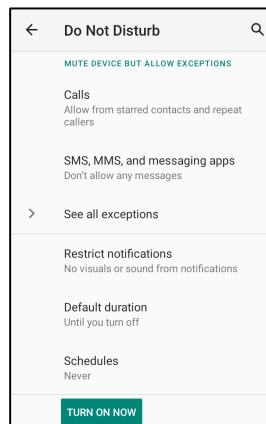 Do Not Disturb
MUTE DEVICE BUT ALLOW EXCEPTIONS
Calls
Allow from starred contacts and repeat
callers
SMS, MMS, and messaging apps
Don't allow any messages
See all exceptions
Restrict notifications
No visuals or sound from notifications
Default duration
Until you turn off
Schedules
Never
TURN ON NOW